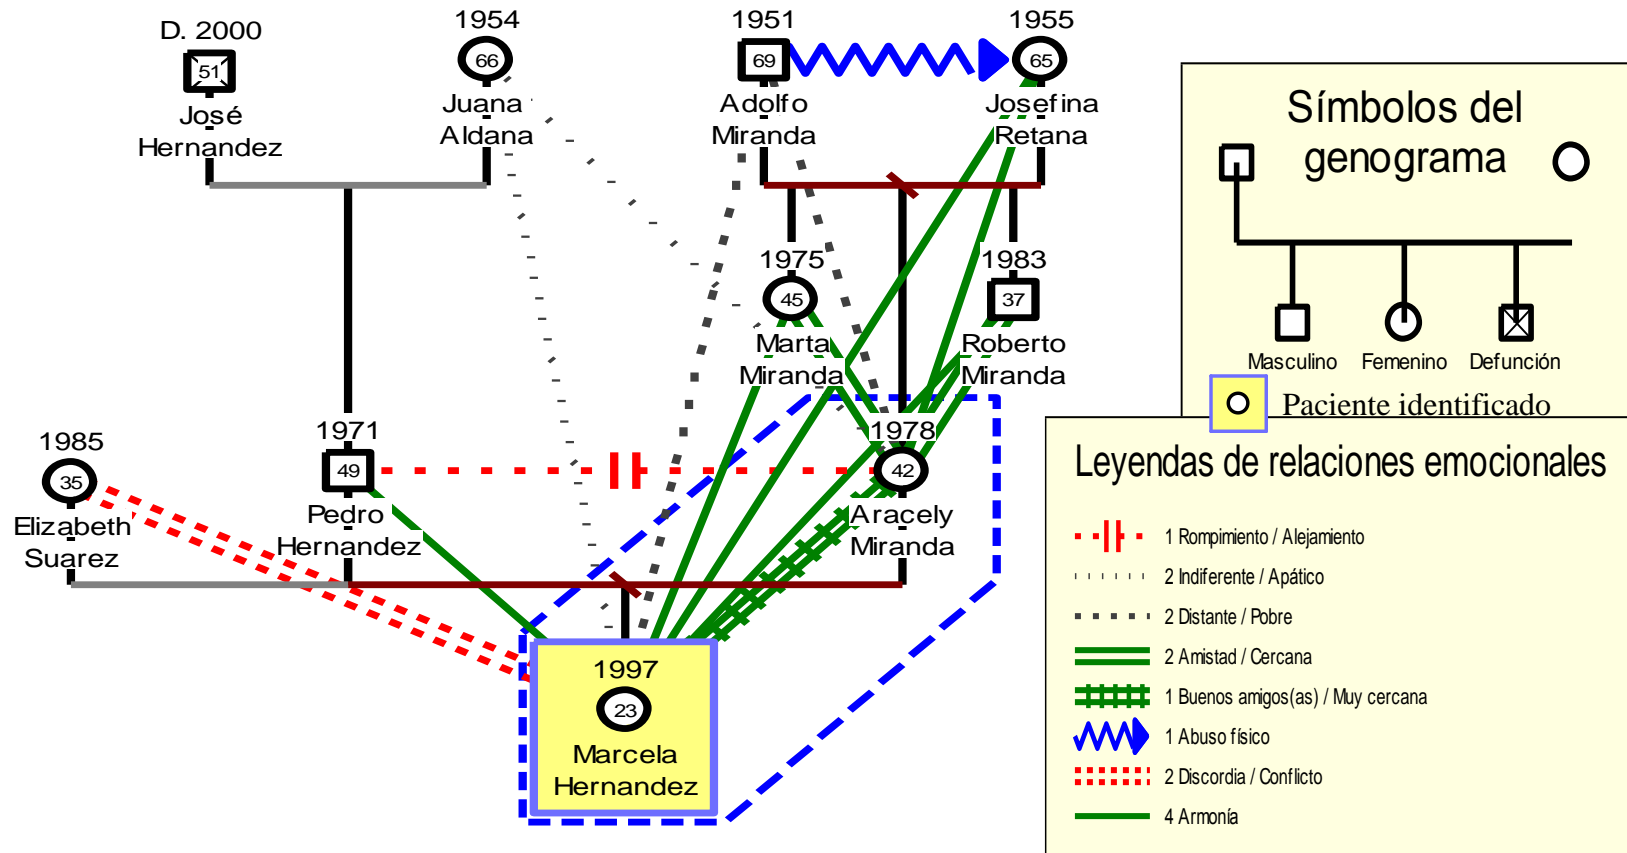 D. 2000
51
José
Hernandez
1954
66
Juana
Aldana
1951
69
Adolfo
Miranda
1955
65
Josefina
Retana
1975
45
Marta
Miranda
1983
37
Roberto
Miranda
1985
35
Elizabeth
Suarez
1971
49
Pedro
Hernandez
1978
42
Aracely
Miranda
1997
23
Marcela
Hernandez
Símbolos del
genograma
Masculino
Femenino
Defunción
Paciente identificado
Leyendas de relaciones emocionales
1 Rompimiento / Alejamiento
2 Indiferente / Apático
2 Distante / Pobre
2 Amistad / Cercana
1 Buenos amigos(as) / Muy cercana
1 Abuso físico
2 Discordia / Conflicto
4 Armonía